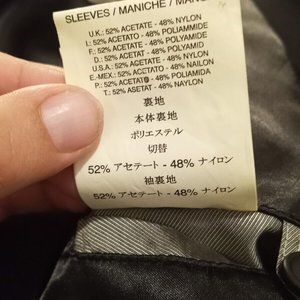 SLEEVES / MANICHE / MAN
U.K.: 52% ACETATE - 48% NYLON
I.: 52% ACETATO - 48% POLIAMMIDE
F.: 52% ACETATE - 48% POLYAMIDE
D.: 52% ACETAT - 48% POLYAMID
U.S.A.: 52% ACETATE - 48% NYLON
E.-MEX.: 52% ACETATO - 48% NAILON
P.: 52% ACETATO - 48% POLIAMIDA
T.: 52% ASETAT - 48% NAYLON
裏地
本体裏地
ポリエステル
切替
52% アセテート - 48% ナイロン
袖裏地
52% アセテート - 48% ナイロン